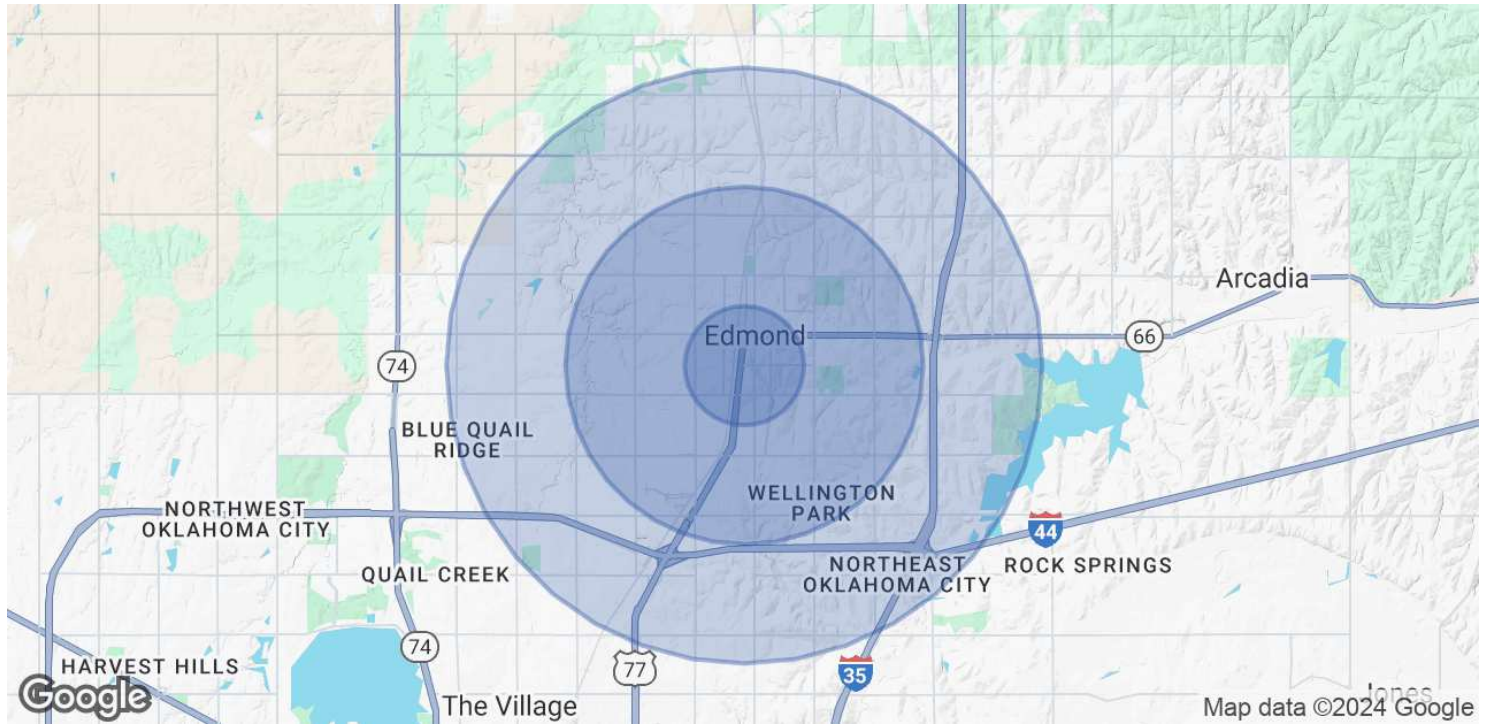 Edmond
Arcadia
66
74
BLUE QUAIL
RIDGE
WELLINGTON
PARK
NORTHWEST
OKLAHOMA CITY
44
NORTHEAST
OKLAHOMA CITY
ROCK SPRINGS
QUAIL CREEK
74
77
35
HARVEST HILLS
Google
The Village
Jones
Map data ©2024 Google